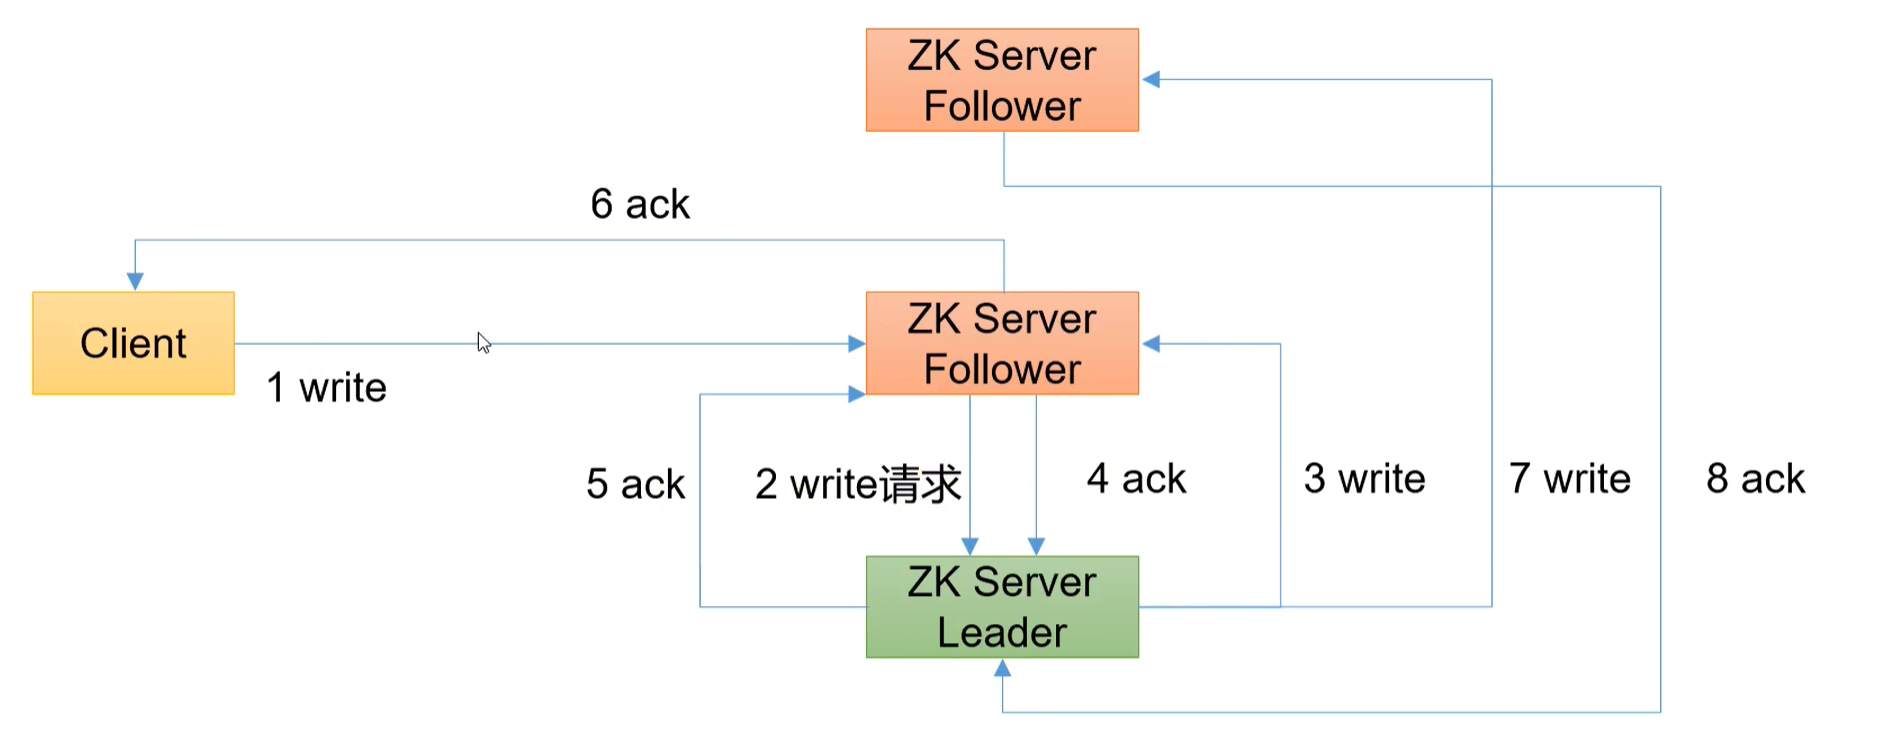 ZK Server
Follower
6 ack
Client
1 write
ZK Server
Follower
5 ack
2 write请求
4 ack
3 write
7 write
8 ack
ZK Server
Leader